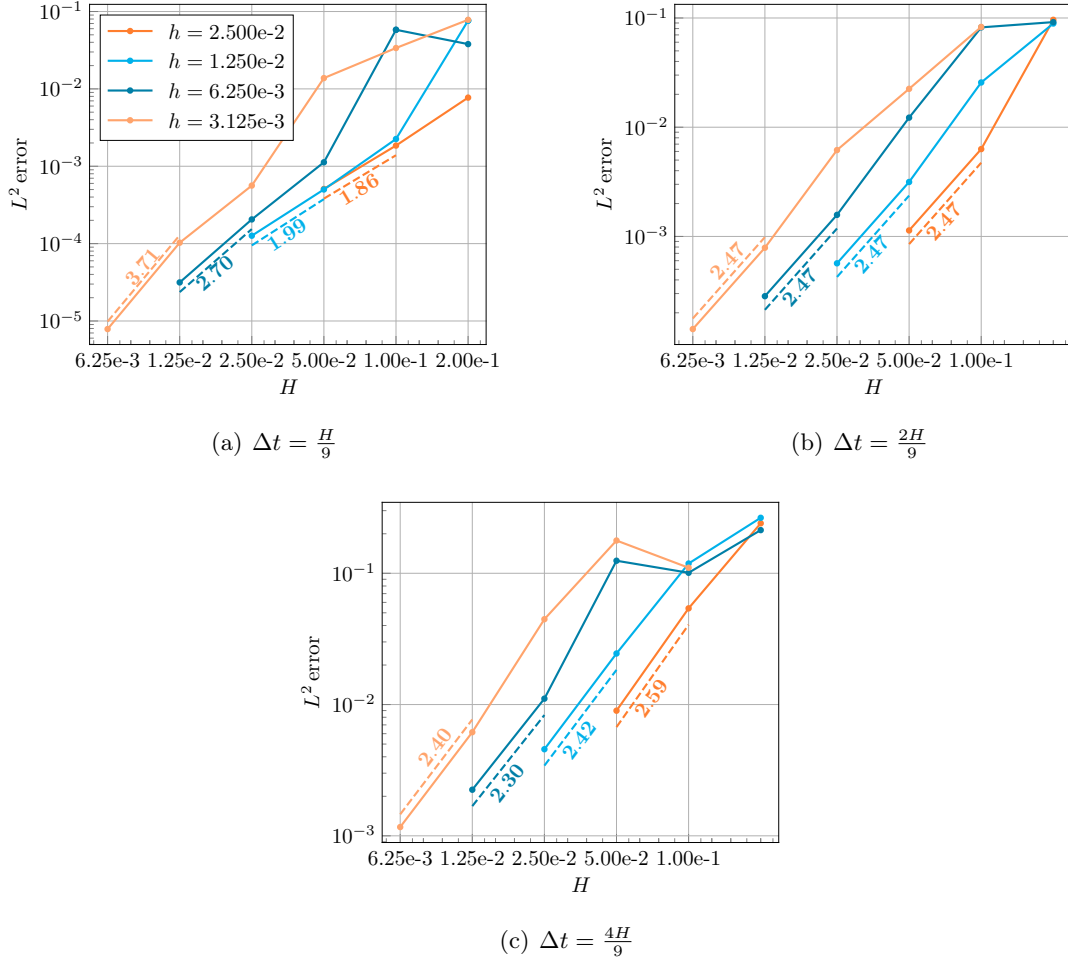 10^{-1}
10^{-2}
10^{-3}
10^{-4}
10^{-5}
L^2 error
h = 2.500e-2
h = 1.250e-2
h = 6.250e-3
h = 3.125e-3
3.71
2.70
1.99
1.86
6.25e-3 1.25e-2 2.50e-2 5.00e-2 1.00e-1 2.00e-1
H
(a) Δt = \frac{H}{9}
10^{-1}
10^{-2}
10^{-3}
L^2 error
2.47
2.47
2.47
2.47
6.25e-3 1.25e-2 2.50e-2 5.00e-2 1.00e-1
H
(b) Δt = \frac{2H}{9}
10^{-1}
10^{-2}
10^{-3}
L^2 error
2.40
2.30
2.42
2.59
6.25e-3 1.25e-2 2.50e-2 5.00e-2 1.00e-1
H
(c) Δt = \frac{4H}{9}